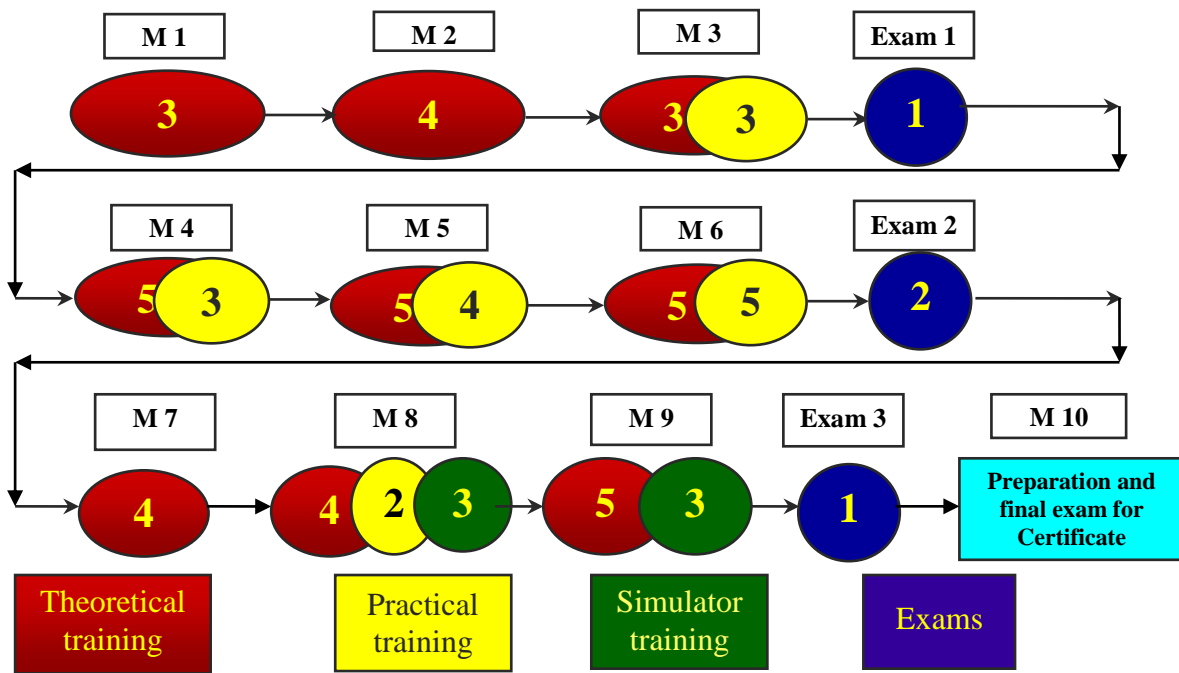 M 1
M 2
M 3
Exam 1
3
4
3 3
1
M 4
M 5
M 6
Exam 2
5 3
5 4
5 5
2
M 7
M 8
M 9
Exam 3
M 10
4
4 2 3
5 3
1
Preparation and
final exam for
Certificate
Theoretical
training
Practical
training
Simulator
training
Exams